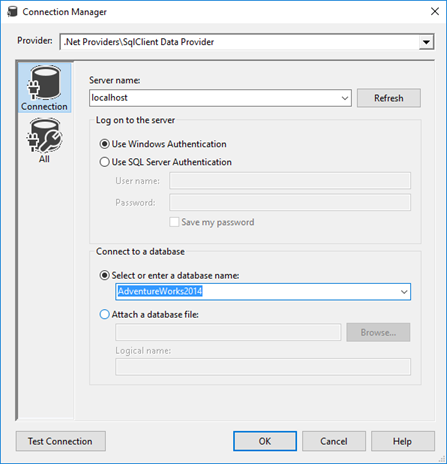 Connection Manager
Provider: .Net Providers\SqlClient Data Provider
Connection
All
Server name:
localhost
Refresh
Log on to the server
Use Windows Authentication
Use SQL Server Authentication
User name:
Password:
Save my password
Connect to a database
Select or enter a database name:
AdventureWorks2014
Attach a database file:
Browse...
Logical name:
Test Connection OK Cancel Help